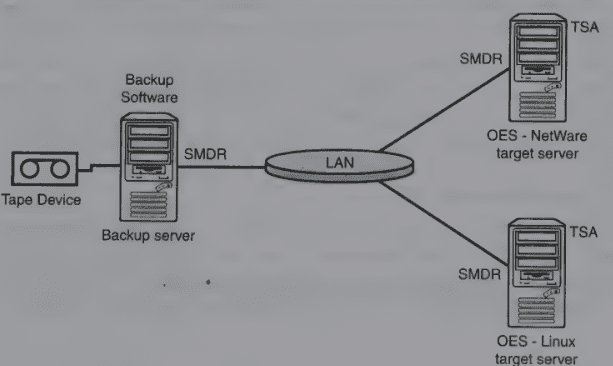 Backup
Software
SMDR
Tape Device
Backup server
LAN
SMDR
TSA
OES - NetWare
target server
SMDR
TSA
OES - Linux
target server